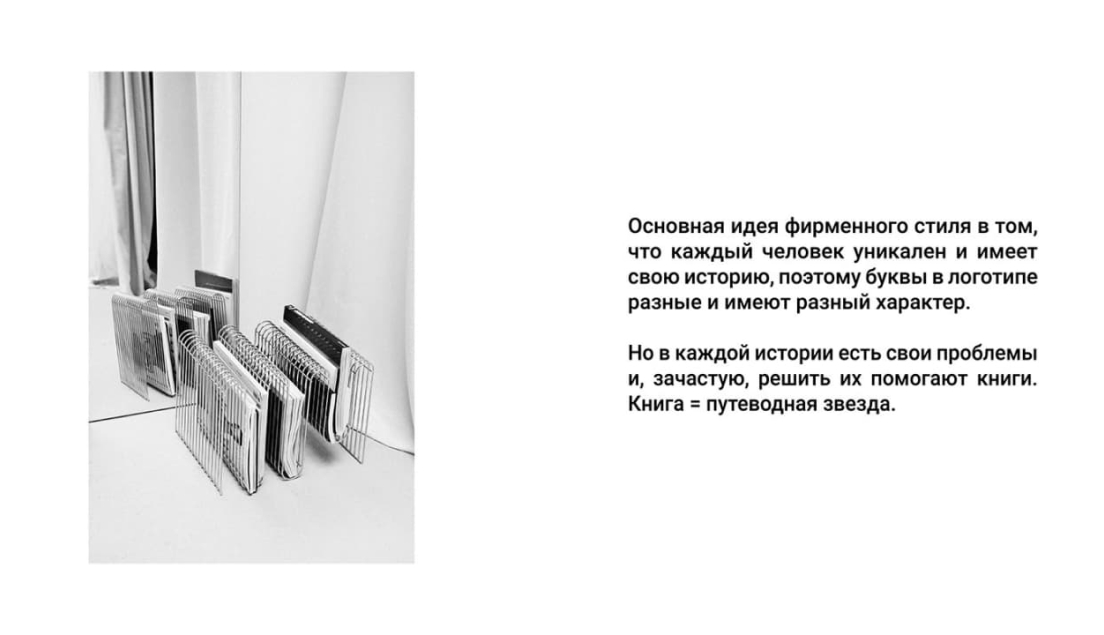 Основная идея фирменного стиля в том,
что каждый человек уникален и имеет
свою историю, поэтому буквы в логотипе
разные и имеют разный характер.
Но в каждой истории есть свои проблемы
и, зачастую, решить их помогают книги.
Книга = путеводная звезда.